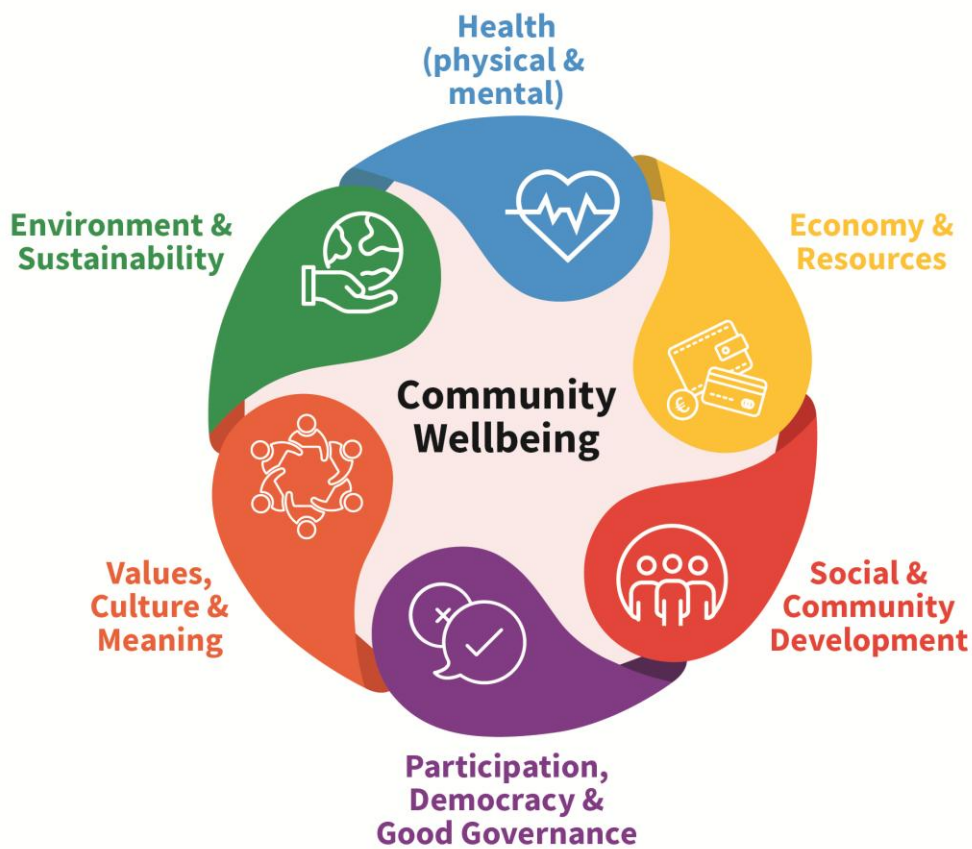 Health
(physical &
mental)
Economy &
Resources
Social &
Community
Development
Participation,
Democracy &
Good Governance
Values,
Culture &
Meaning
Environment &
Sustainability
Community
Wellbeing
€